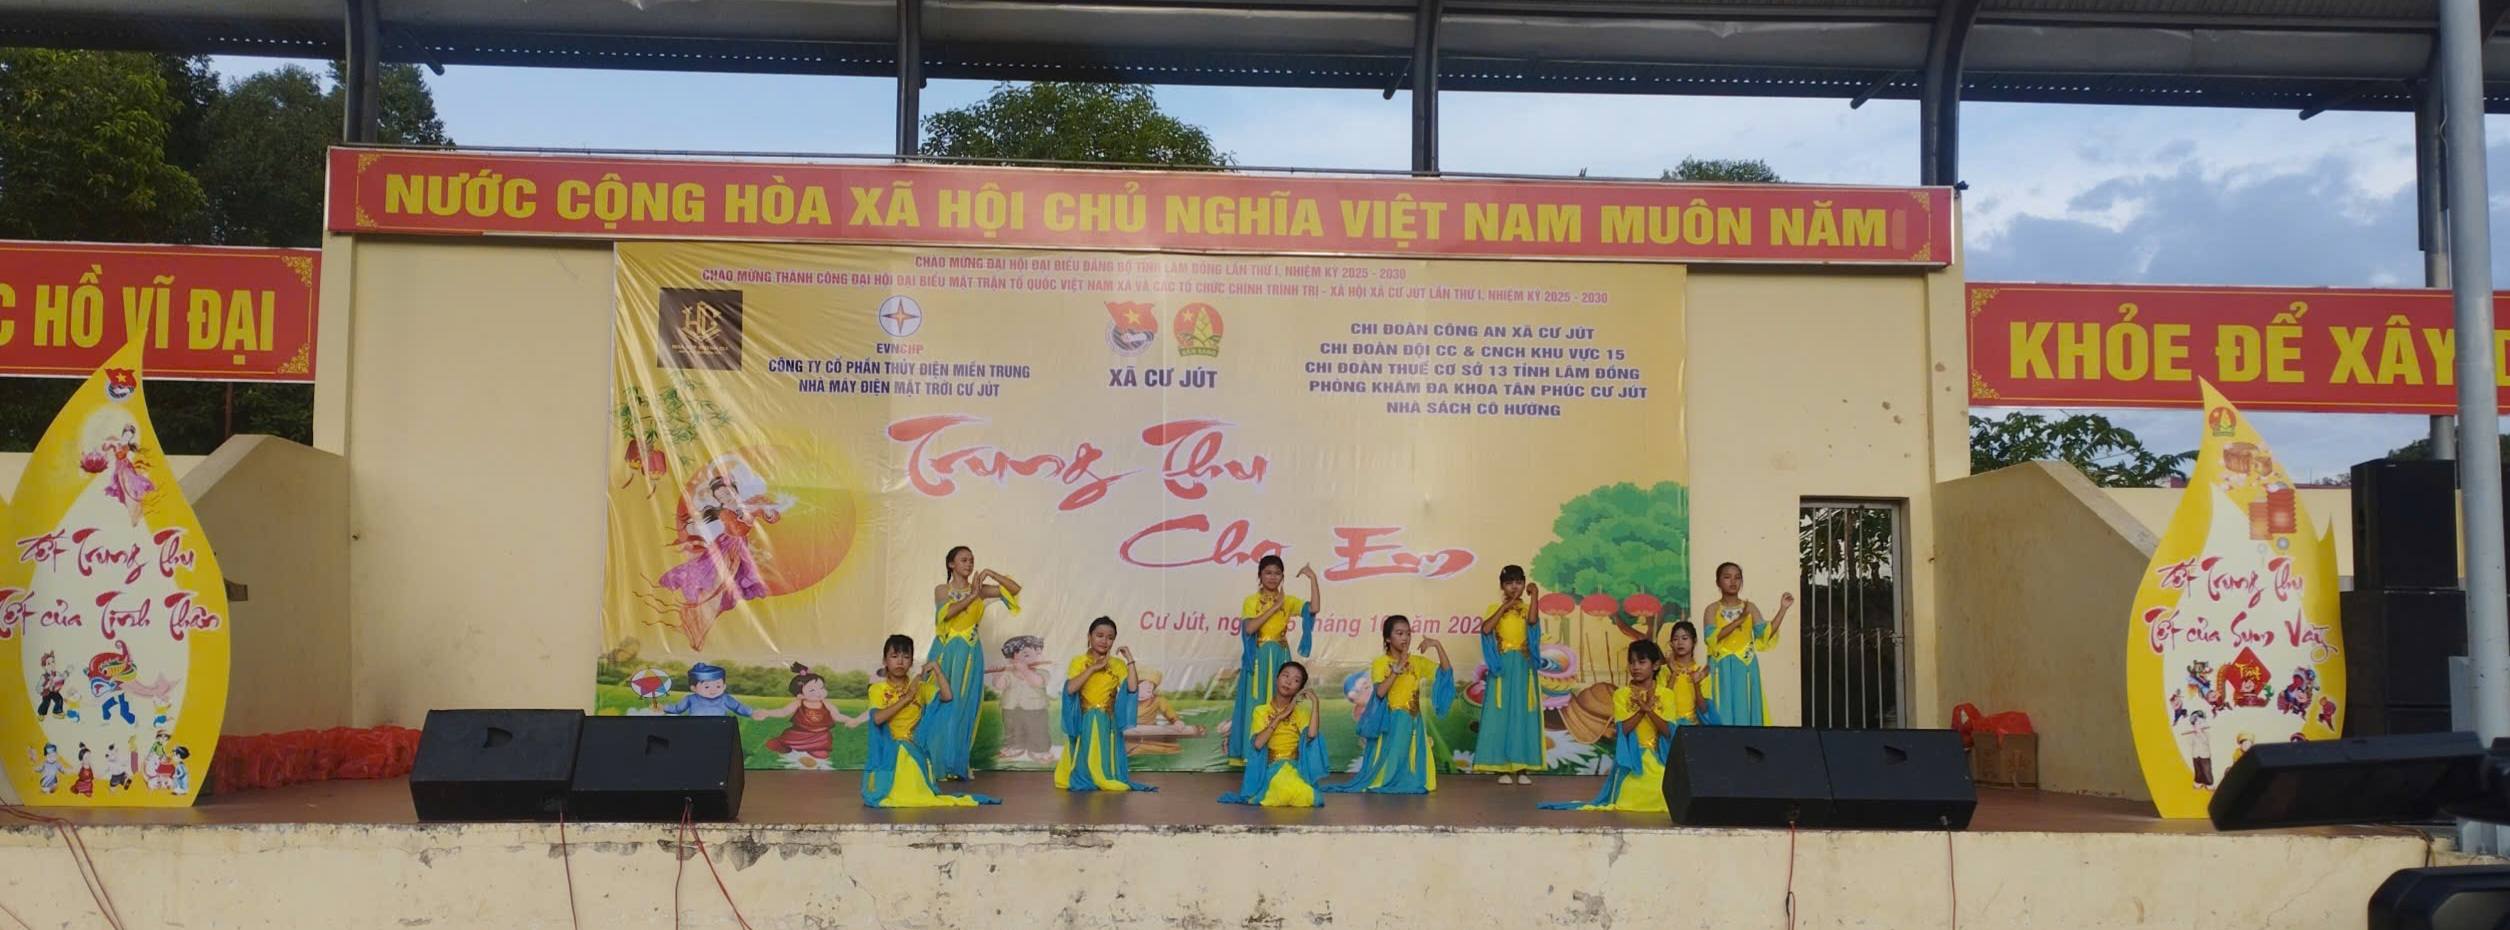 NƯỚC CỘNG HÒA XÃ HỘI CHỦ NGHĨA VIỆT NAM MUÔN NĂM
C HỒ VĨ ĐẠI
KHỎE ĐỂ XÂY
CHÀO MỪNG ĐẠI HỘI ĐẠI BIỂU ĐẢNG BỘ TỈNH LÂM ĐỒNG LẦN THỨ I, NHIỆM KỲ 2025 - 2030
CHÀO MỪNG THÀNH CÔNG ĐẠI HỘI ĐẠI BIỂU MẶT TRẬN TỔ QUỐC VIỆT NAM XÃ VÀ CÁC TỔ CHỨC CHÍNH TRỊ - XÃ HỘI XÃ CƯ JÚT LẦN THỨ I, NHIỆM KỲ 2025 - 2030
EVNCHP
CÔNG TY CỔ PHẦN THỦY ĐIỆN MIỀN TRUNG
NHÀ MÁY ĐIỆN MẶT TRỜI CƯ JÚT
XÃ CƯ JÚT
CHI ĐOÀN CÔNG AN XÃ CƯ JÚT
CHI ĐOÀN ĐỘI CC & CNCH KHU VỰC 15
CHI ĐOÀN THUẾ CƠ SỞ 13 TỈNH LÂM ĐỒNG
PHÒNG KHÁM ĐA KHOA TÂN PHÚC CƯ JÚT
NHÀ SÁCH CÔ HƯỜNG
Trung Thu
Cho Em
Cư Jút, ng 5 tháng 10 năm 202
Tết Trung Thu
Tết của Tình Thân
Tết Trung Thu
Tết của Sum Vầy